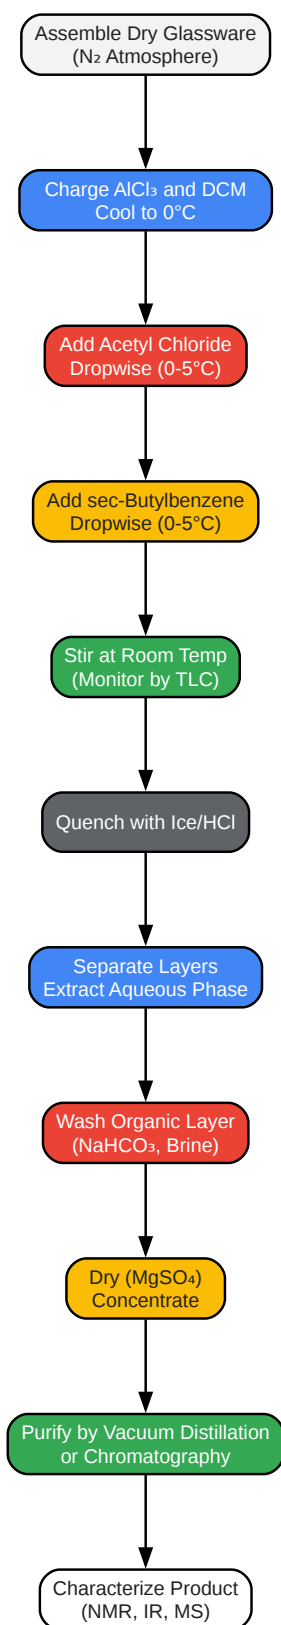 Assemble Dry Glassware
(N₂ Atmosphere)
Charge AlCl₃ and DCM
Cool to 0°C
Add Acetyl Chloride
Dropwise (0-5°C)
Add sec-Butylbenzene
Dropwise (0-5°C)
Stir at Room Temp
(Monitor by TLC)
Quench with Ice/HCl
Separate Layers
Extract Aqueous Phase
Wash Organic Layer
(NaHCO₃, Brine)
Dry (MgSO₄)
Concentrate
Purify by Vacuum Distillation
or Chromatography
Characterize Product
(NMR, IR, MS)